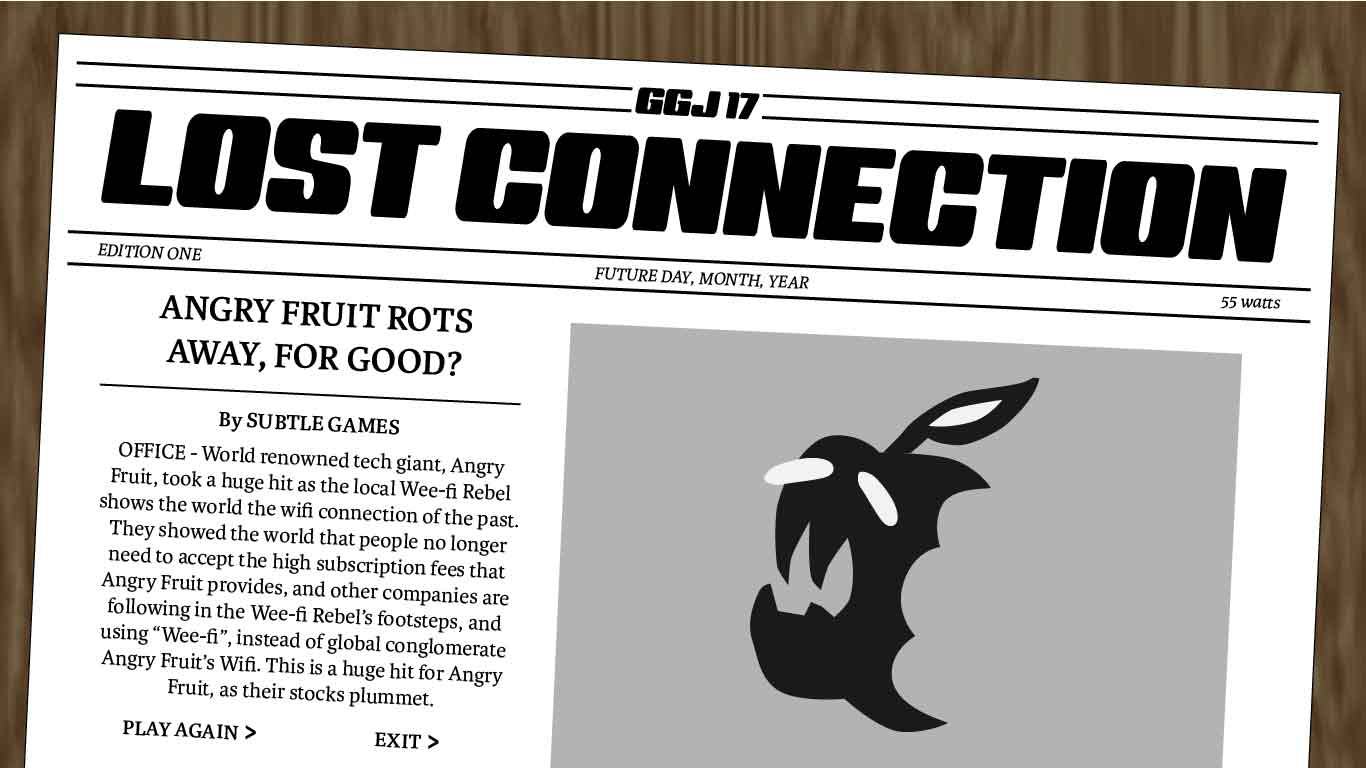 GGJ 17
LOST CONNECTION
EDITION ONE
FUTURE DAY, MONTH, YEAR
55 watts
ANGRY FRUIT ROTS
AWAY, FOR GOOD?
By SUBTLE GAMES
OFFICE - World renowned tech giant, Angry
Fruit, took a huge hit as the local Wee-fi Rebel
shows the world the wifi connection of the past.
They showed the world that people no longer
need to accept the high subscription fees that
Angry Fruit provides, and other companies are
following in the Wee-fi Rebel’s footsteps, and
using “Wee-fi”, instead of global conglomerate
Angry Fruit’s Wifi. This is a huge hit for Angry
Fruit, as their stocks plummet.
PLAY AGAIN >
EXIT >